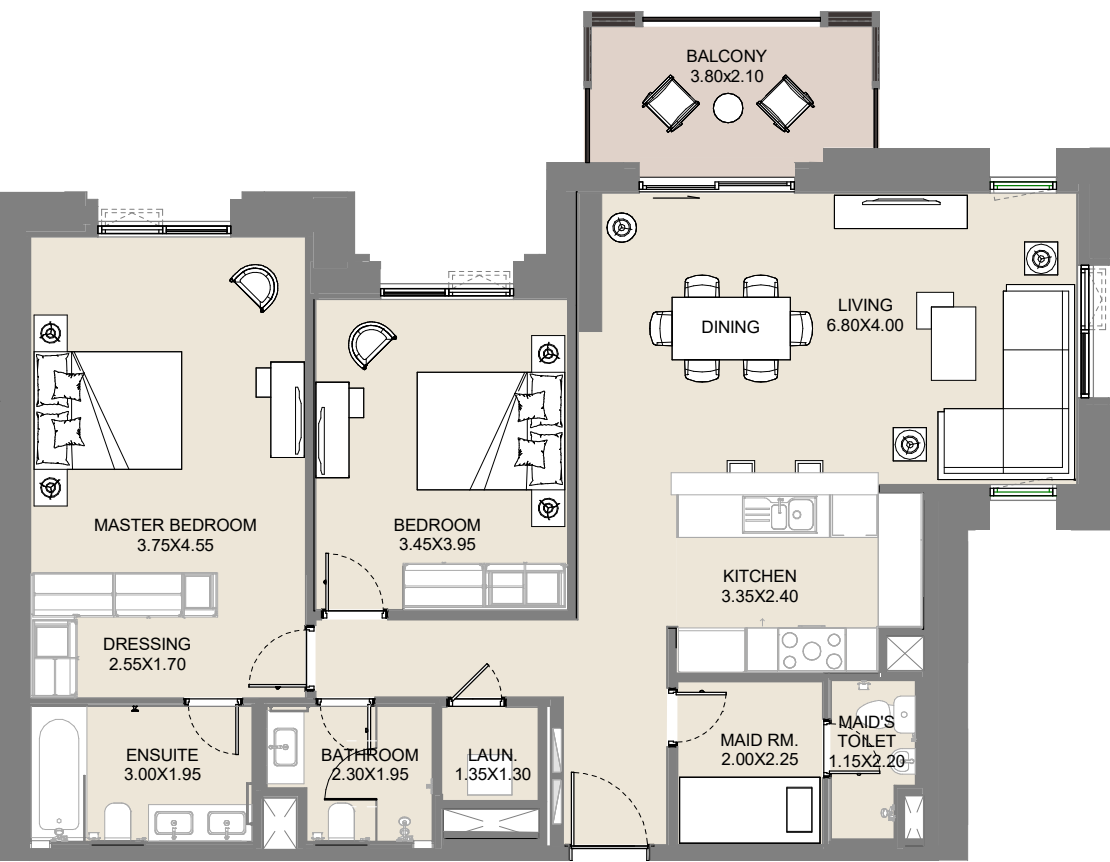 BALCONY
3.80x2.10
LIVING
6.80X4.00
DINING
MASTER BEDROOM
3.75X4.55
BEDROOM
3.45X3.95
KITCHEN
3.35X2.40
DRESSING
2.55X1.70
ENSUITE
3.00X1.95
BATHROOM
2.30X1.95
LAUN.
1.35X1.30
MAID RM.
2.00X2.25
MAID'S
TOILET
1.15X2.20